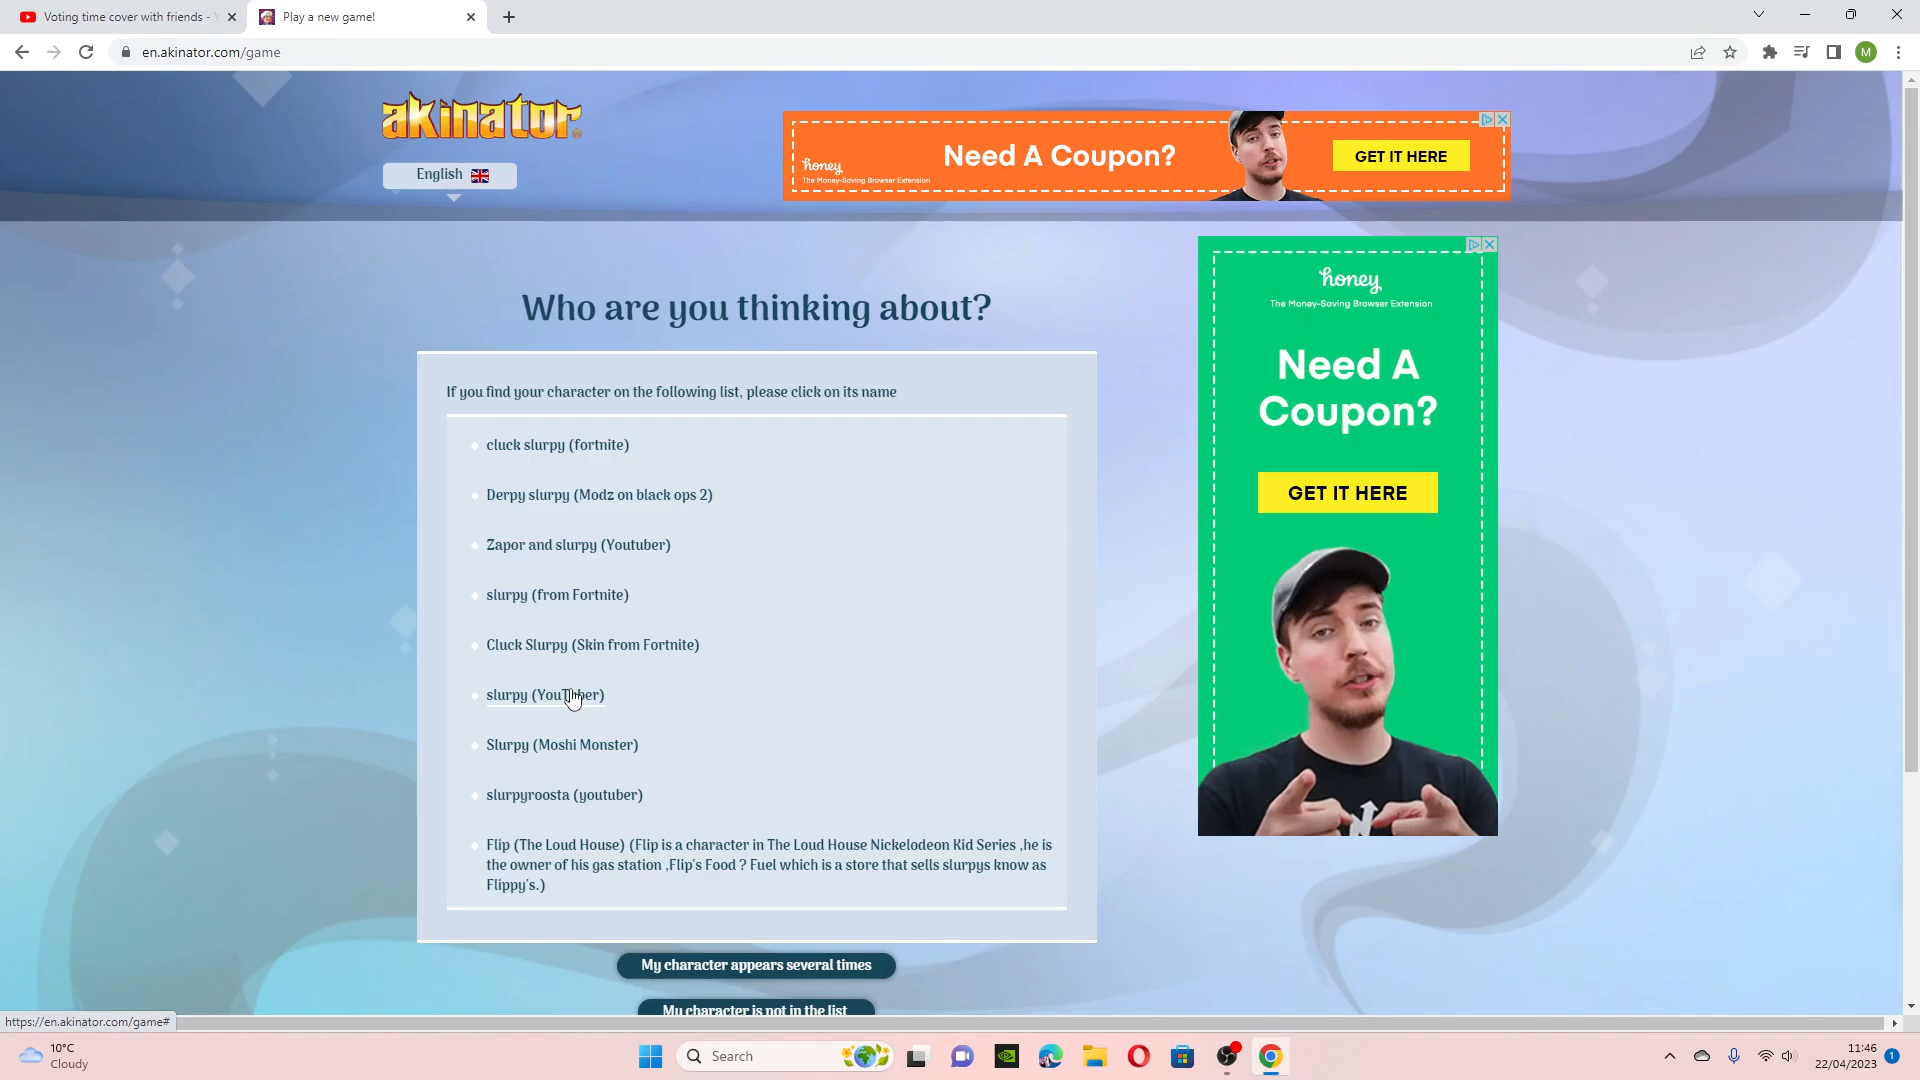 Voting time cover with friends -
Play a new game!
en.akinator.com/game
M
akinator
English
honey
The Money-Saving Browser Extension
Need A Coupon?
GET IT HERE
Who are you thinking about?
If you find your character on the following list, please click on its name
cluck slurpy (fortnite)
Derpy slurpy (Modz on black ops 2)
Zapor and slurpy (Youtuber)
slurpy (from Fortnite)
Cluck Slurpy (Skin from Fortnite)
slurpy (YouTuber)
Slurpy (Moshi Monster)
slurpyroosta (youtuber)
Flip (The Loud House) (Flip is a character in The Loud House Nickelodeon Kid Series ,he is
the owner of his gas station ,Flip's Food ? Fuel which is a store that sells slurpys know as
Flippy's.)
My character appears several times
My character is not in the list
honey
The Money-Saving Browser Extension
Need A
Coupon?
GET IT HERE
https://en.akinator.com/game#
10°C
Cloudy
Search
11:46
22/04/2023
1